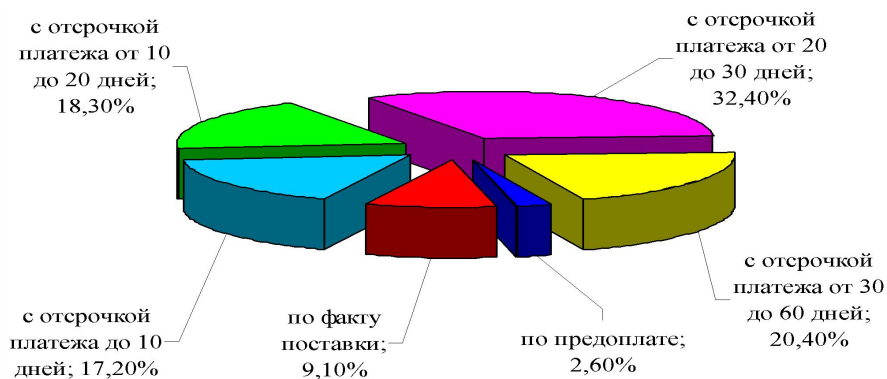 с отсрочкой
платежа от 10
до 20 дней;
18,30%
с отсрочкой
платежа от 20
до 30 дней;
32,40%
с отсрочкой
платежа от 30
до 60 дней;
20,40%
по предоплате;
2,60%
по факту
поставки;
9,10%
с отсрочкой
платежа до 10
дней; 17,20%